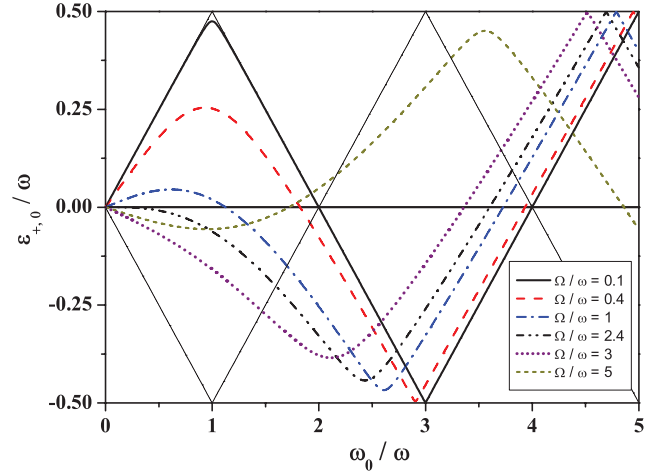 0.50
0.25
0.00
-0.25
-0.50
ε+, 0 / ω
0
1
2
3
4
5
ω0 / ω
Ω / ω = 0.1
Ω / ω = 0.4
Ω / ω = 1
Ω / ω = 2.4
Ω / ω = 3
Ω / ω = 5